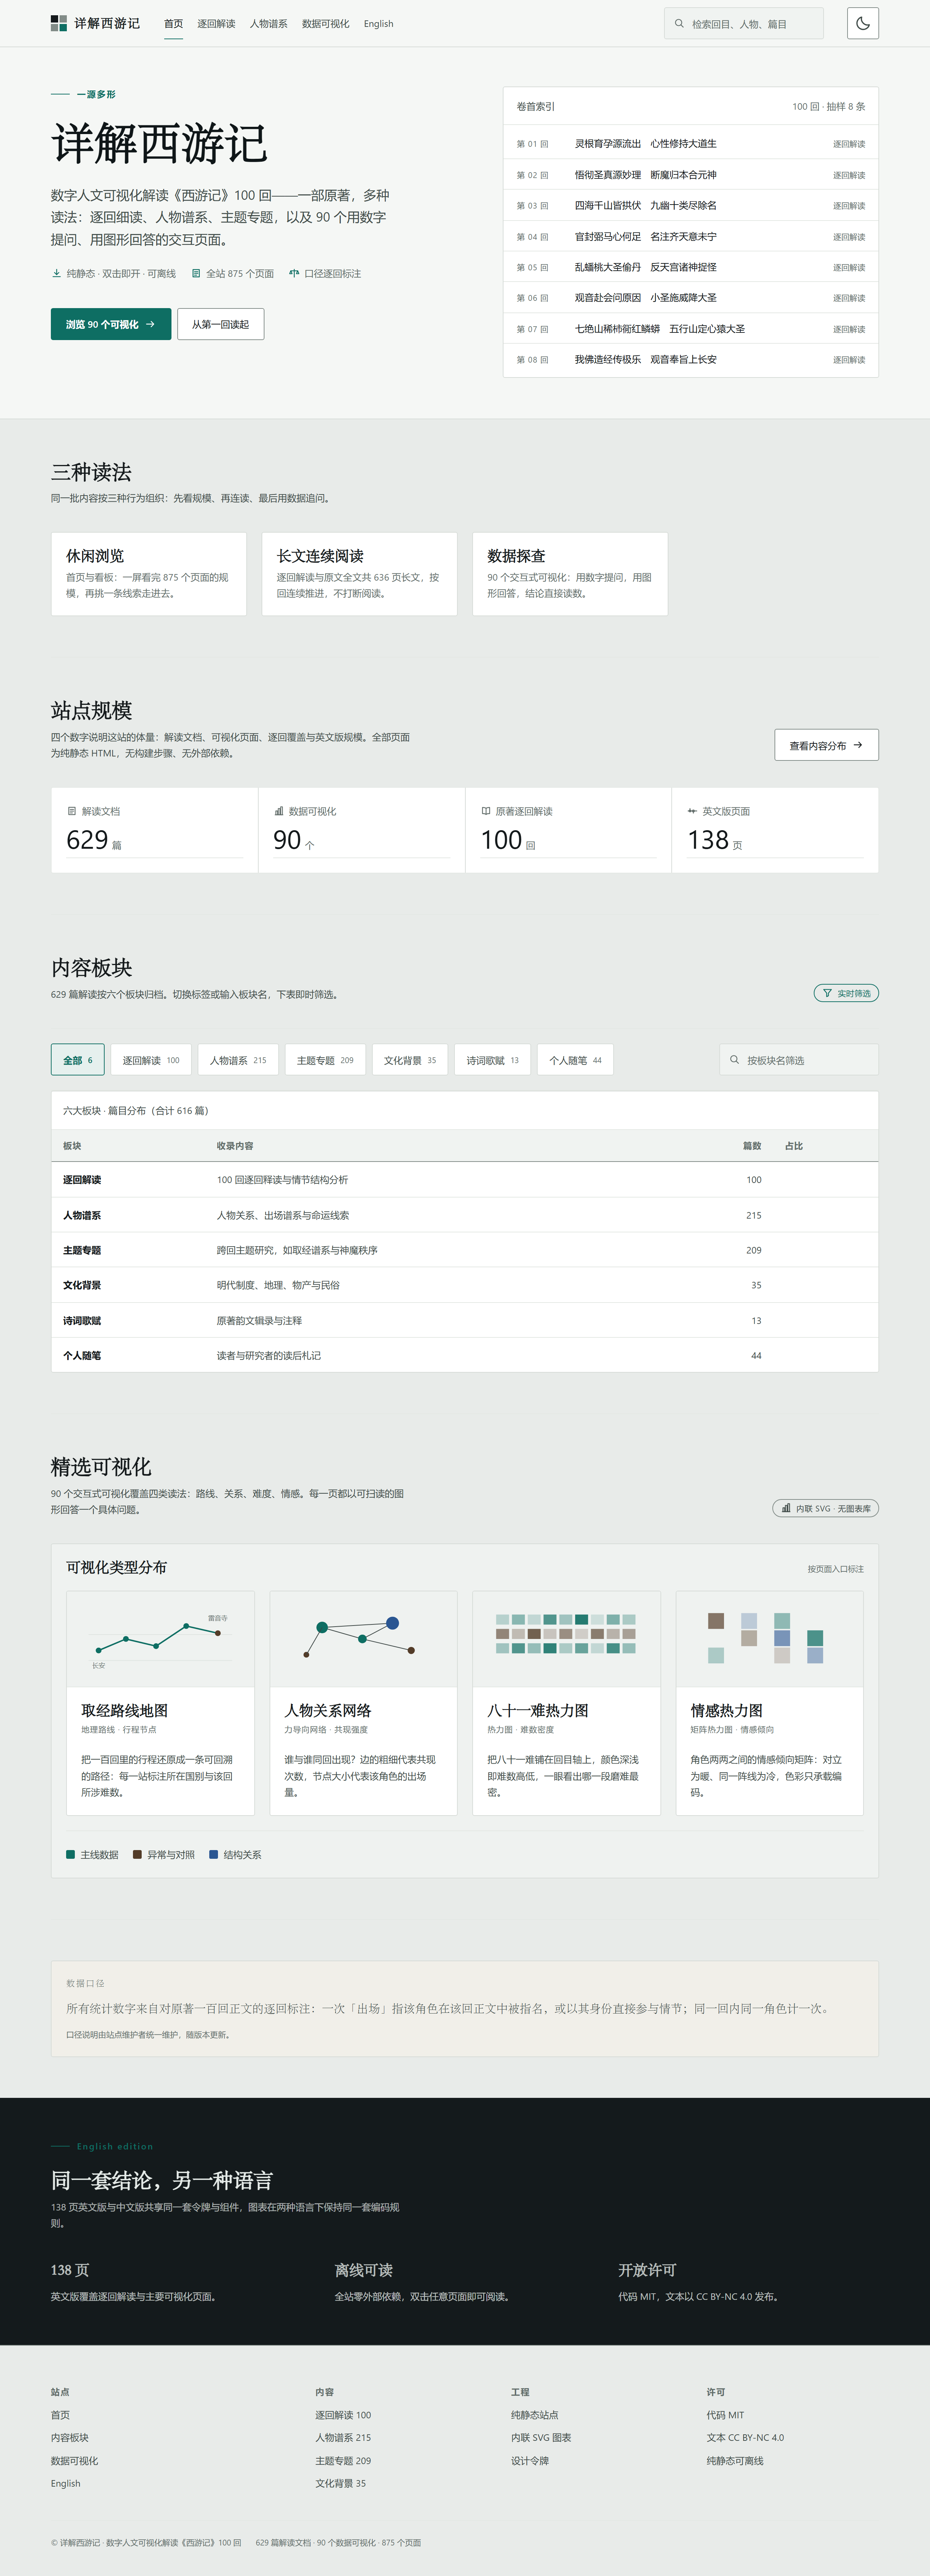 详解西游记 首页 逐回解读 人物谱系 数据可视化 English 检索回目、人物、篇目
一源多形
详解西游记
数字人文可视化解读《西游记》100 回——一部原著，多种
读法：逐回细读、人物谱系、主题专题，以及 90 个用数字
提问、用图形回答的交互页面。
纯静态 · 双击即开 · 可离线 全站 875 个页面 口径逐回标注
浏览 90 个可视化 → 从第一回读起
卷首索引 100 回 · 抽样 8 条
第 01 回 灵根育孕源流出 心性修持大道生 逐回解读
第 02 回 悟彻圣真源妙理 断魔归本合元神 逐回解读
第 03 回 四海千山皆拱伏 九幽十类尽除名 逐回解读
第 04 回 官封弼马心何足 名注齐天意未宁 逐回解读
第 05 回 乱蟠桃大圣偷丹 反天宫诸神捉怪 逐回解读
第 06 回 观音赴会问原因 小圣施威降大圣 逐回解读
第 07 回 七绝山稀柿衕红鳞蟒 五行山定心猿大圣 逐回解读
第 08 回 我佛造经传极乐 观音奉旨上长安 逐回解读
三种读法
同一批内容按三种行为组织：先看规模、再连读、最后用数据追问。
休闲浏览
首页与看板：一屏看完 875 个页面的规
模，再挑一条线索走进去。
长文连续阅读
逐回解读与原文全文共 636 页长文，按
回连续推进，不打断阅读。
数据探查
90 个交互式可视化：用数字提问，用图
形回答，结论直接读数。
站点规模
四个数字说明这站的体量：解读文档、可视化页面、逐回覆盖与英文版规模。全部页面
为纯静态 HTML，无构建步骤、无外部依赖。
查看内容分布 →
解读文档
629 篇
数据可视化
90 个
原著逐回解读
100 回
英文版页面
138 页
内容板块
629 篇解读按六个板块归档。切换标签或输入板块名，下表即时筛选。
实时筛选
全部 6 逐回解读 100 人物谱系 215 主题专题 209 文化背景 35 诗词歌赋 13 个人随笔 44 按板块名筛选
六大板块 · 篇目分布（合计 616 篇）
板块 收录内容 篇数 占比
逐回解读 100 回逐回释读与情节结构分析 100
人物谱系 人物关系、出场谱系与命运线索 215
主题专题 跨回主题研究，如取经谱系与神魔秩序 209
文化背景 明代制度、地理、物产与民俗 35
诗词歌赋 原著韵文辑录与注释 13
个人随笔 读者与研究者的读后札记 44
精选可视化
90 个交互式可视化覆盖四类读法：路线、关系、难度、情感。每一页都以可扫读的图
形回答一个具体问题。
内联 SVG · 无图表库
可视化类型分布 按页面入口标注
雷音寺
长安
取经路线地图
地理路线 · 行程节点
把一百回里的行程还原成一条可回溯
的路径：每一站标注所在国别与该回
所涉难数。
人物关系网络
力导向网络 · 共现强度
谁与谁同回出现？边的粗细代表共现
次数，节点大小代表该角色的出场
量。
八十一难热力图
热力图 · 难数密度
把八十一难铺在回目轴上，颜色深浅
即难数高低，一眼看出哪一段磨难最
密。
情感热力图
矩阵热力图 · 情感倾向
角色两两之间的情感倾向矩阵：对立
为暖、同一阵线为冷，色彩只承载编
码。
主线数据 异常与对照 结构关系
数据口径
所有统计数字来自对原著一百回正文的逐回标注：一次「出场」指该角色在该回正文中被指名，或以其身份直接参与情节；同一回内同一角色计一次。
口径说明由站点维护者统一维护，随版本更新。
English edition
同一套结论，另一种语言
138 页英文版与中文版共享同一套令牌与组件，图表在两种语言下保持同一套编码规
则。
138 页
英文版覆盖逐回解读与主要可视化页面。
离线可读
全站零外部依赖，双击任意页面即可阅读。
开放许可
代码 MIT，文本以 CC BY-NC 4.0 发布。
站点
首页
内容板块
数据可视化
English
内容
逐回解读 100
人物谱系 215
主题专题 209
文化背景 35
工程
纯静态站点
内联 SVG 图表
设计令牌
许可
代码 MIT
文本 CC BY-NC 4.0
纯静态可离线
© 详解西游记 · 数字人文可视化解读《西游记》100 回 629 篇解读文档 · 90 个数据可视化 · 875 个页面